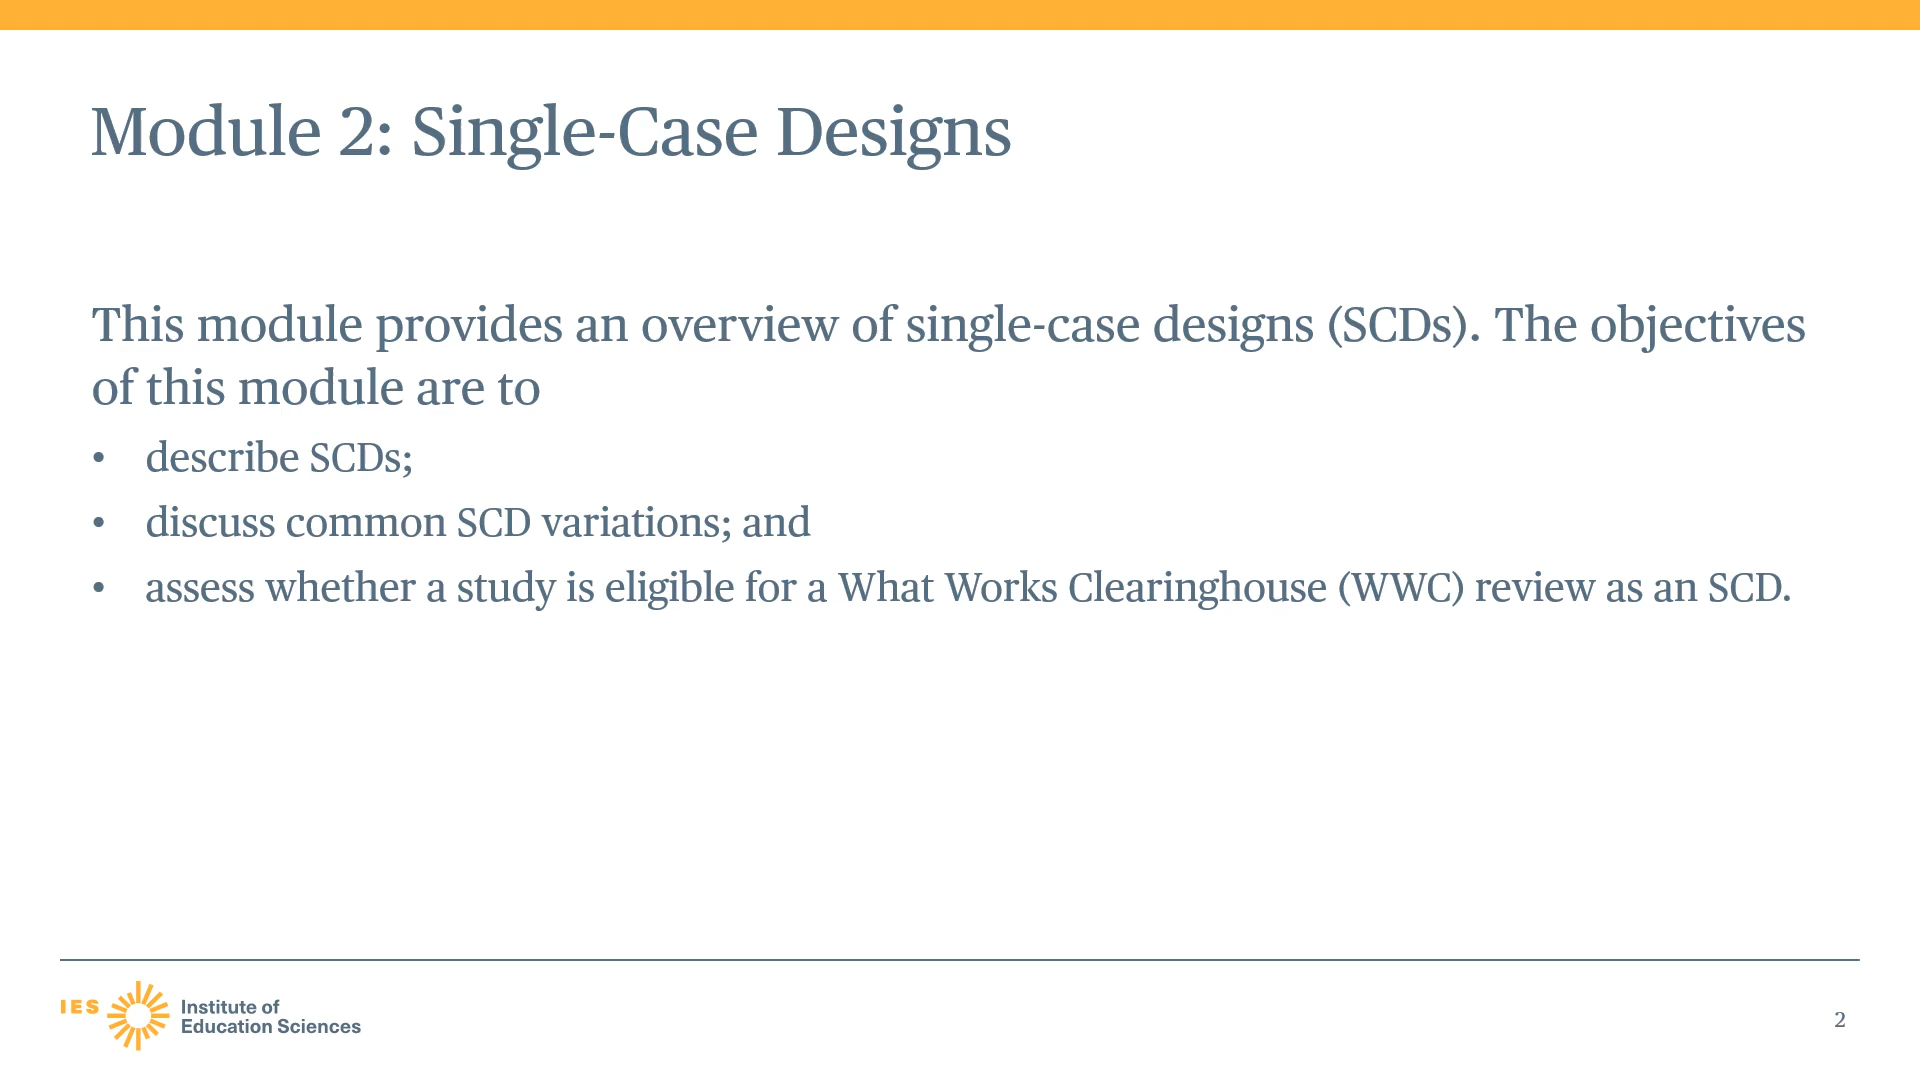 Module 2: Single-Case Designs
This module provides an overview of single-case designs (SCDs). The objectives
of this module are to
• describe SCDs;
• discuss common SCD variations; and
• assess whether a study is eligible for a What Works Clearinghouse (WWC) review as an SCD.
IES
Institute of
Education Sciences
2